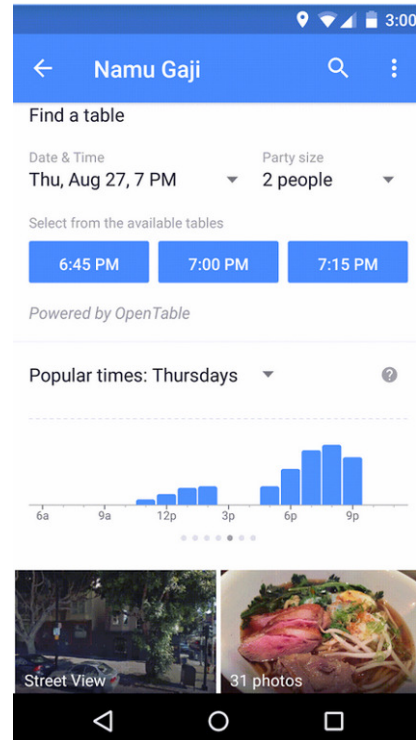 3:00
Namu Gaji
Find a table
Date & Time Party size
Thu, Aug 27, 7 PM 2 people
Select from the available tables
6:45 PM 7:00 PM 7:15 PM
Powered by OpenTable
Popular times: Thursdays ?
6a 9a 12p 3p 6p 9p
Street View 31 photos